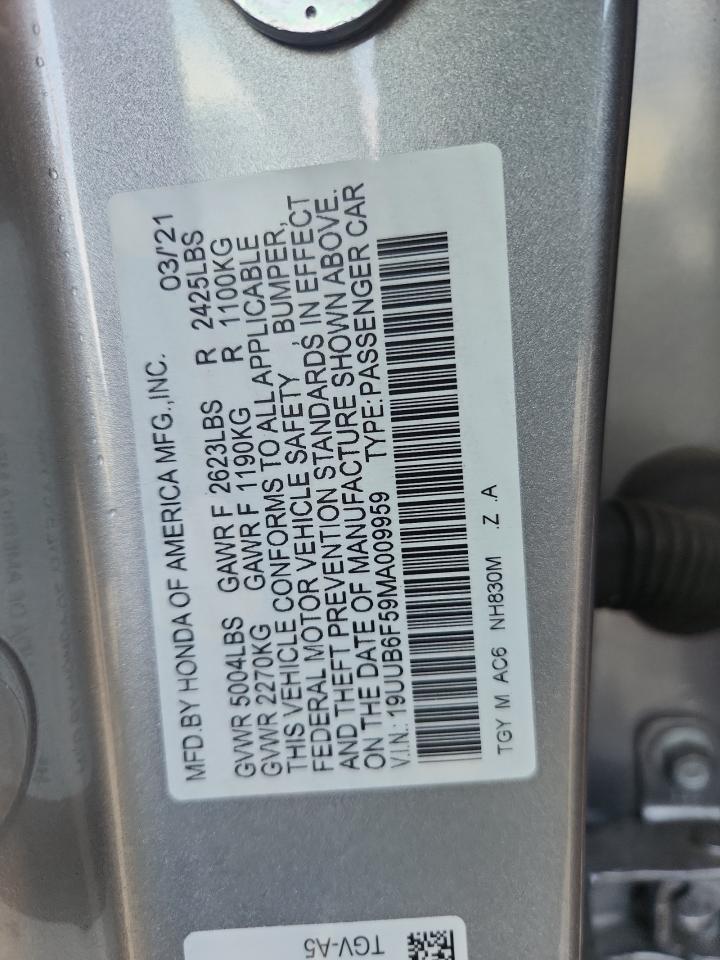 MFD.BY HONDA OF AMERICA MFG.,INC. 03/'21
GVWR 5004LBS GAWR F 2623LBS R 2425LBS
GVWR 2270KG GAWR F 1190KG R 1100KG
THIS VEHICLE CONFORMS TO ALL APPLICABLE
FEDERAL MOTOR VEHICLE SAFETY , BUMPER,
AND THEFT PREVENTION STANDARDS IN EFFECT
ON THE DATE OF MANUFACTURE SHOWN ABOVE.
V.I.N.: 19UUB6F59MA009959 TYPE:PASSENGER CAR
TGY M AC6 NH830M .Z .A
TGV-A5